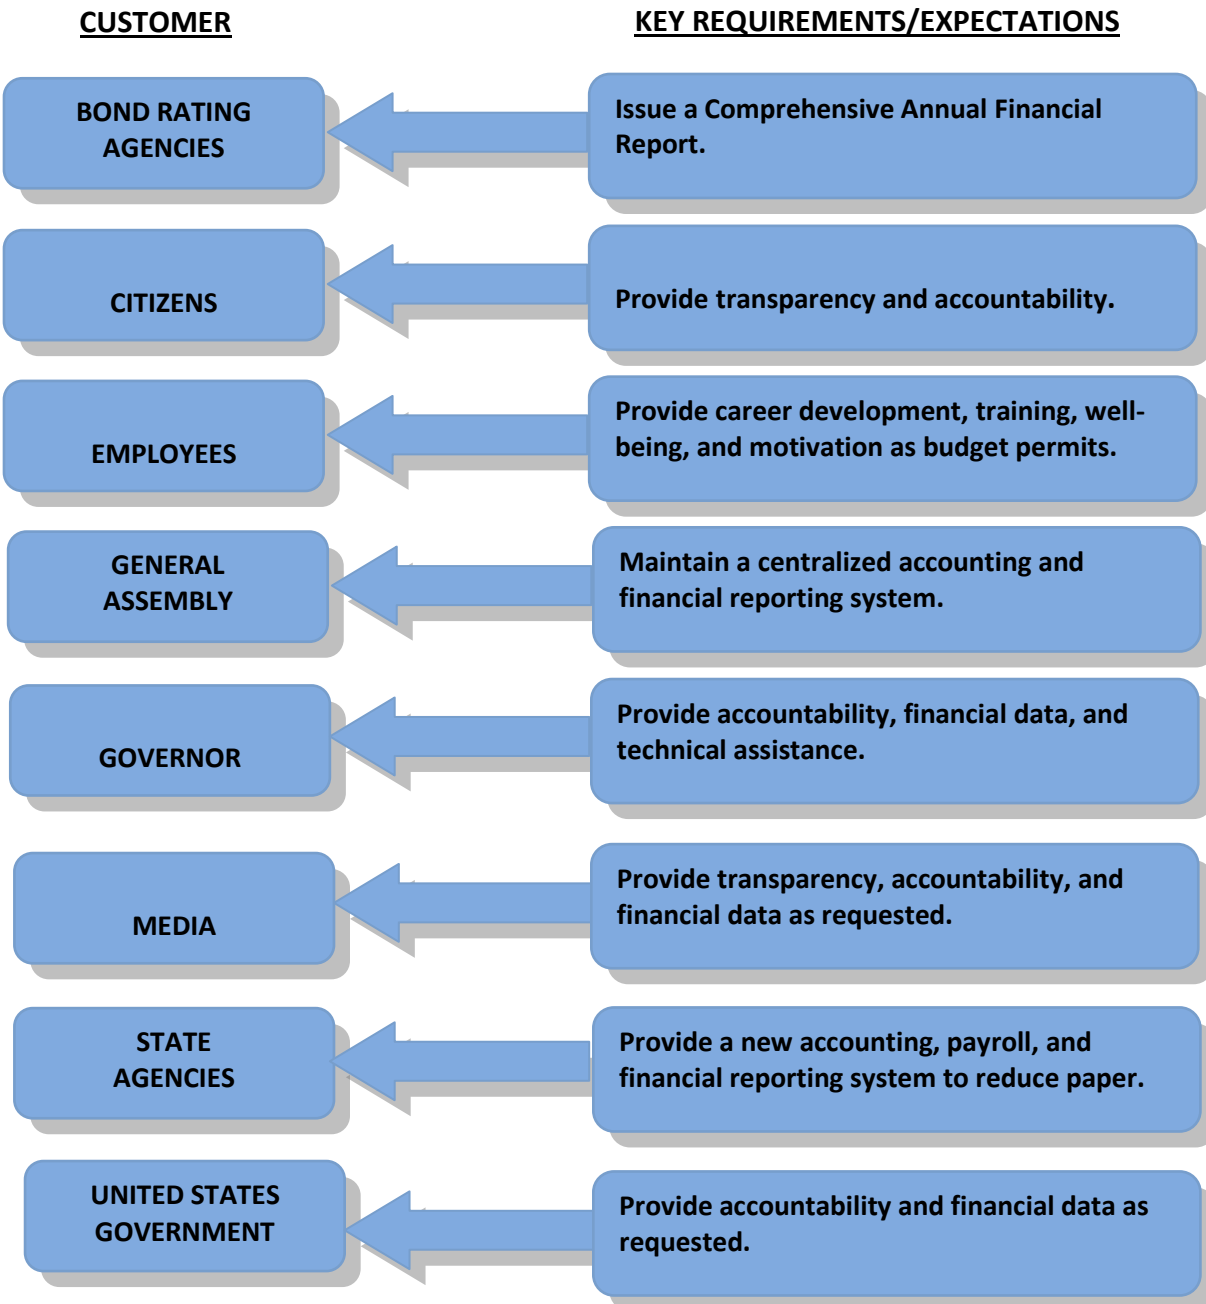 CUSTOMER
KEY REQUIREMENTS/EXPECTATIONS
BOND RATING
AGENCIES
Issue a Comprehensive Annual Financial
Report.
CITIZENS
Provide transparency and accountability.
EMPLOYEES
Provide career development, training, well-
being, and motivation as budget permits.
GENERAL
ASSEMBLY
Maintain a centralized accounting and
financial reporting system.
GOVERNOR
Provide accountability, financial data, and
technical assistance.
MEDIA
Provide transparency, accountability, and
financial data as requested.
STATE
AGENCIES
Provide a new accounting, payroll, and
financial reporting system to reduce paper.
UNITED STATES
GOVERNMENT
Provide accountability and financial data as
requested.